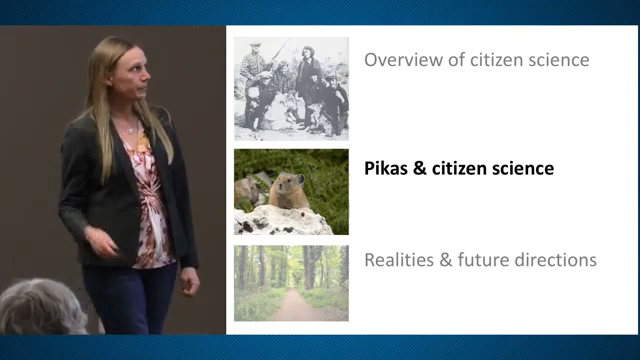 Overview of citizen science
Pikas & citizen science
Realities & future directions